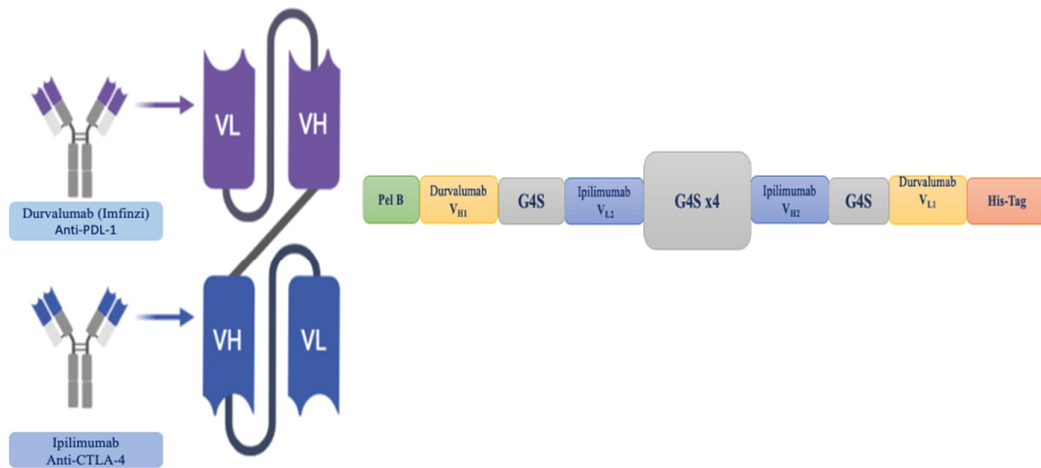 VL
VH
Durvalumab (Imfinzi)
Anti-PDL-1
VH
VL
Ipilimumab
Anti-CTLA-4
Pel B
Durvalumab
VH1
G4S
Ipilimumab
VL2
G4S x4
Ipilimumab
VH2
G4S
Durvalumab
VL1
His-Tag